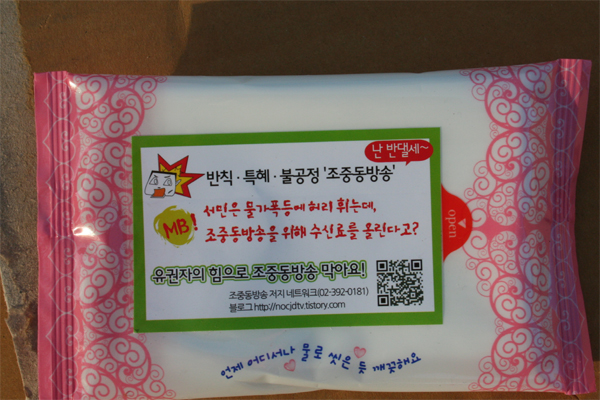 난 반댈세~
반칙·특혜·불공정 '조중동방송'
MB!
서민은 물가폭등에 허리 휘는데,
조중동방송을 위해 수신료를 올린다고?
open
유권자의 힘으로 조중동방송 막아요!
조중동방송 저지 네트워크(02-392-0181)
블로그 http://nocjdtv.tistory.com
언제 어디서나 물로 씻은 듯 깨끗해요